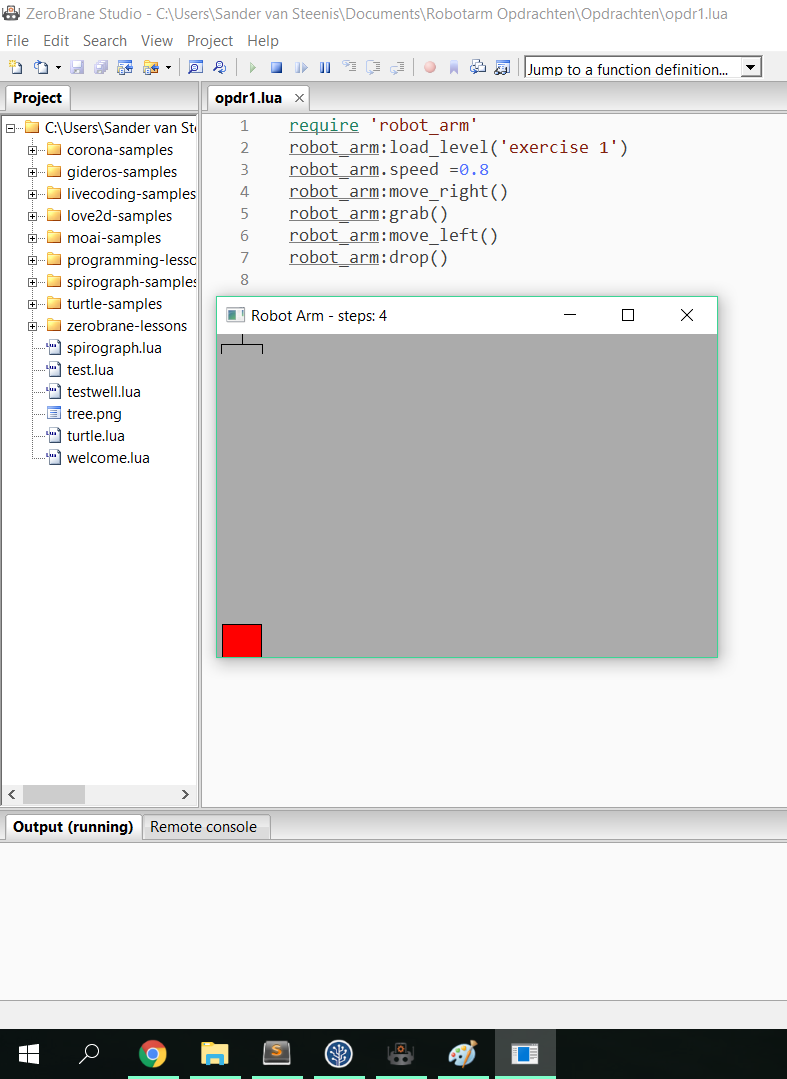 ZeroBrane Studio - C:\Users\Sander van Steenis\Documents\Robotarm Opdrachten\Opdrachten\opdr1.lua
File Edit Search View Project Help
Jump to a function definition...
Project
opdr1.lua
C:\Users\Sander van Ste
corona-samples
gideros-samples
livecoding-samples
love2d-samples
moai-samples
programming-lesso
spirograph-samples
turtle-samples
zerobrane-lessons
spirograph.lua
test.lua
testwell.lua
tree.png
turtle.lua
welcome.lua
1 require 'robot_arm'
2 robot_arm:load_level('exercise 1')
3 robot_arm.speed =0.8
4 robot_arm:move_right()
5 robot_arm:grab()
6 robot_arm:move_left()
7 robot_arm:drop()
8
Robot Arm - steps: 4
Output (running) Remote console